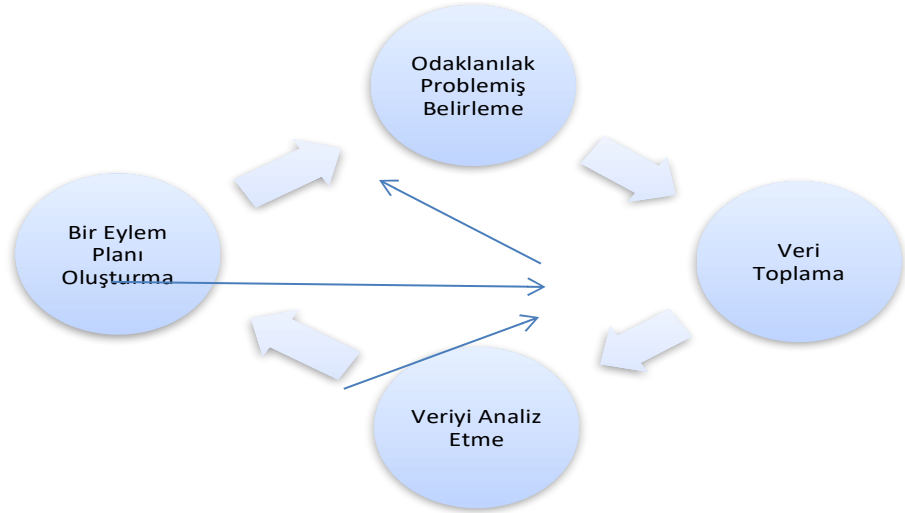 Odaklanılak
Problemiş
Belirleme
Bir Eylem
Planı
Oluşturma
Veri
Toplama
Veriyi Analiz
Etme